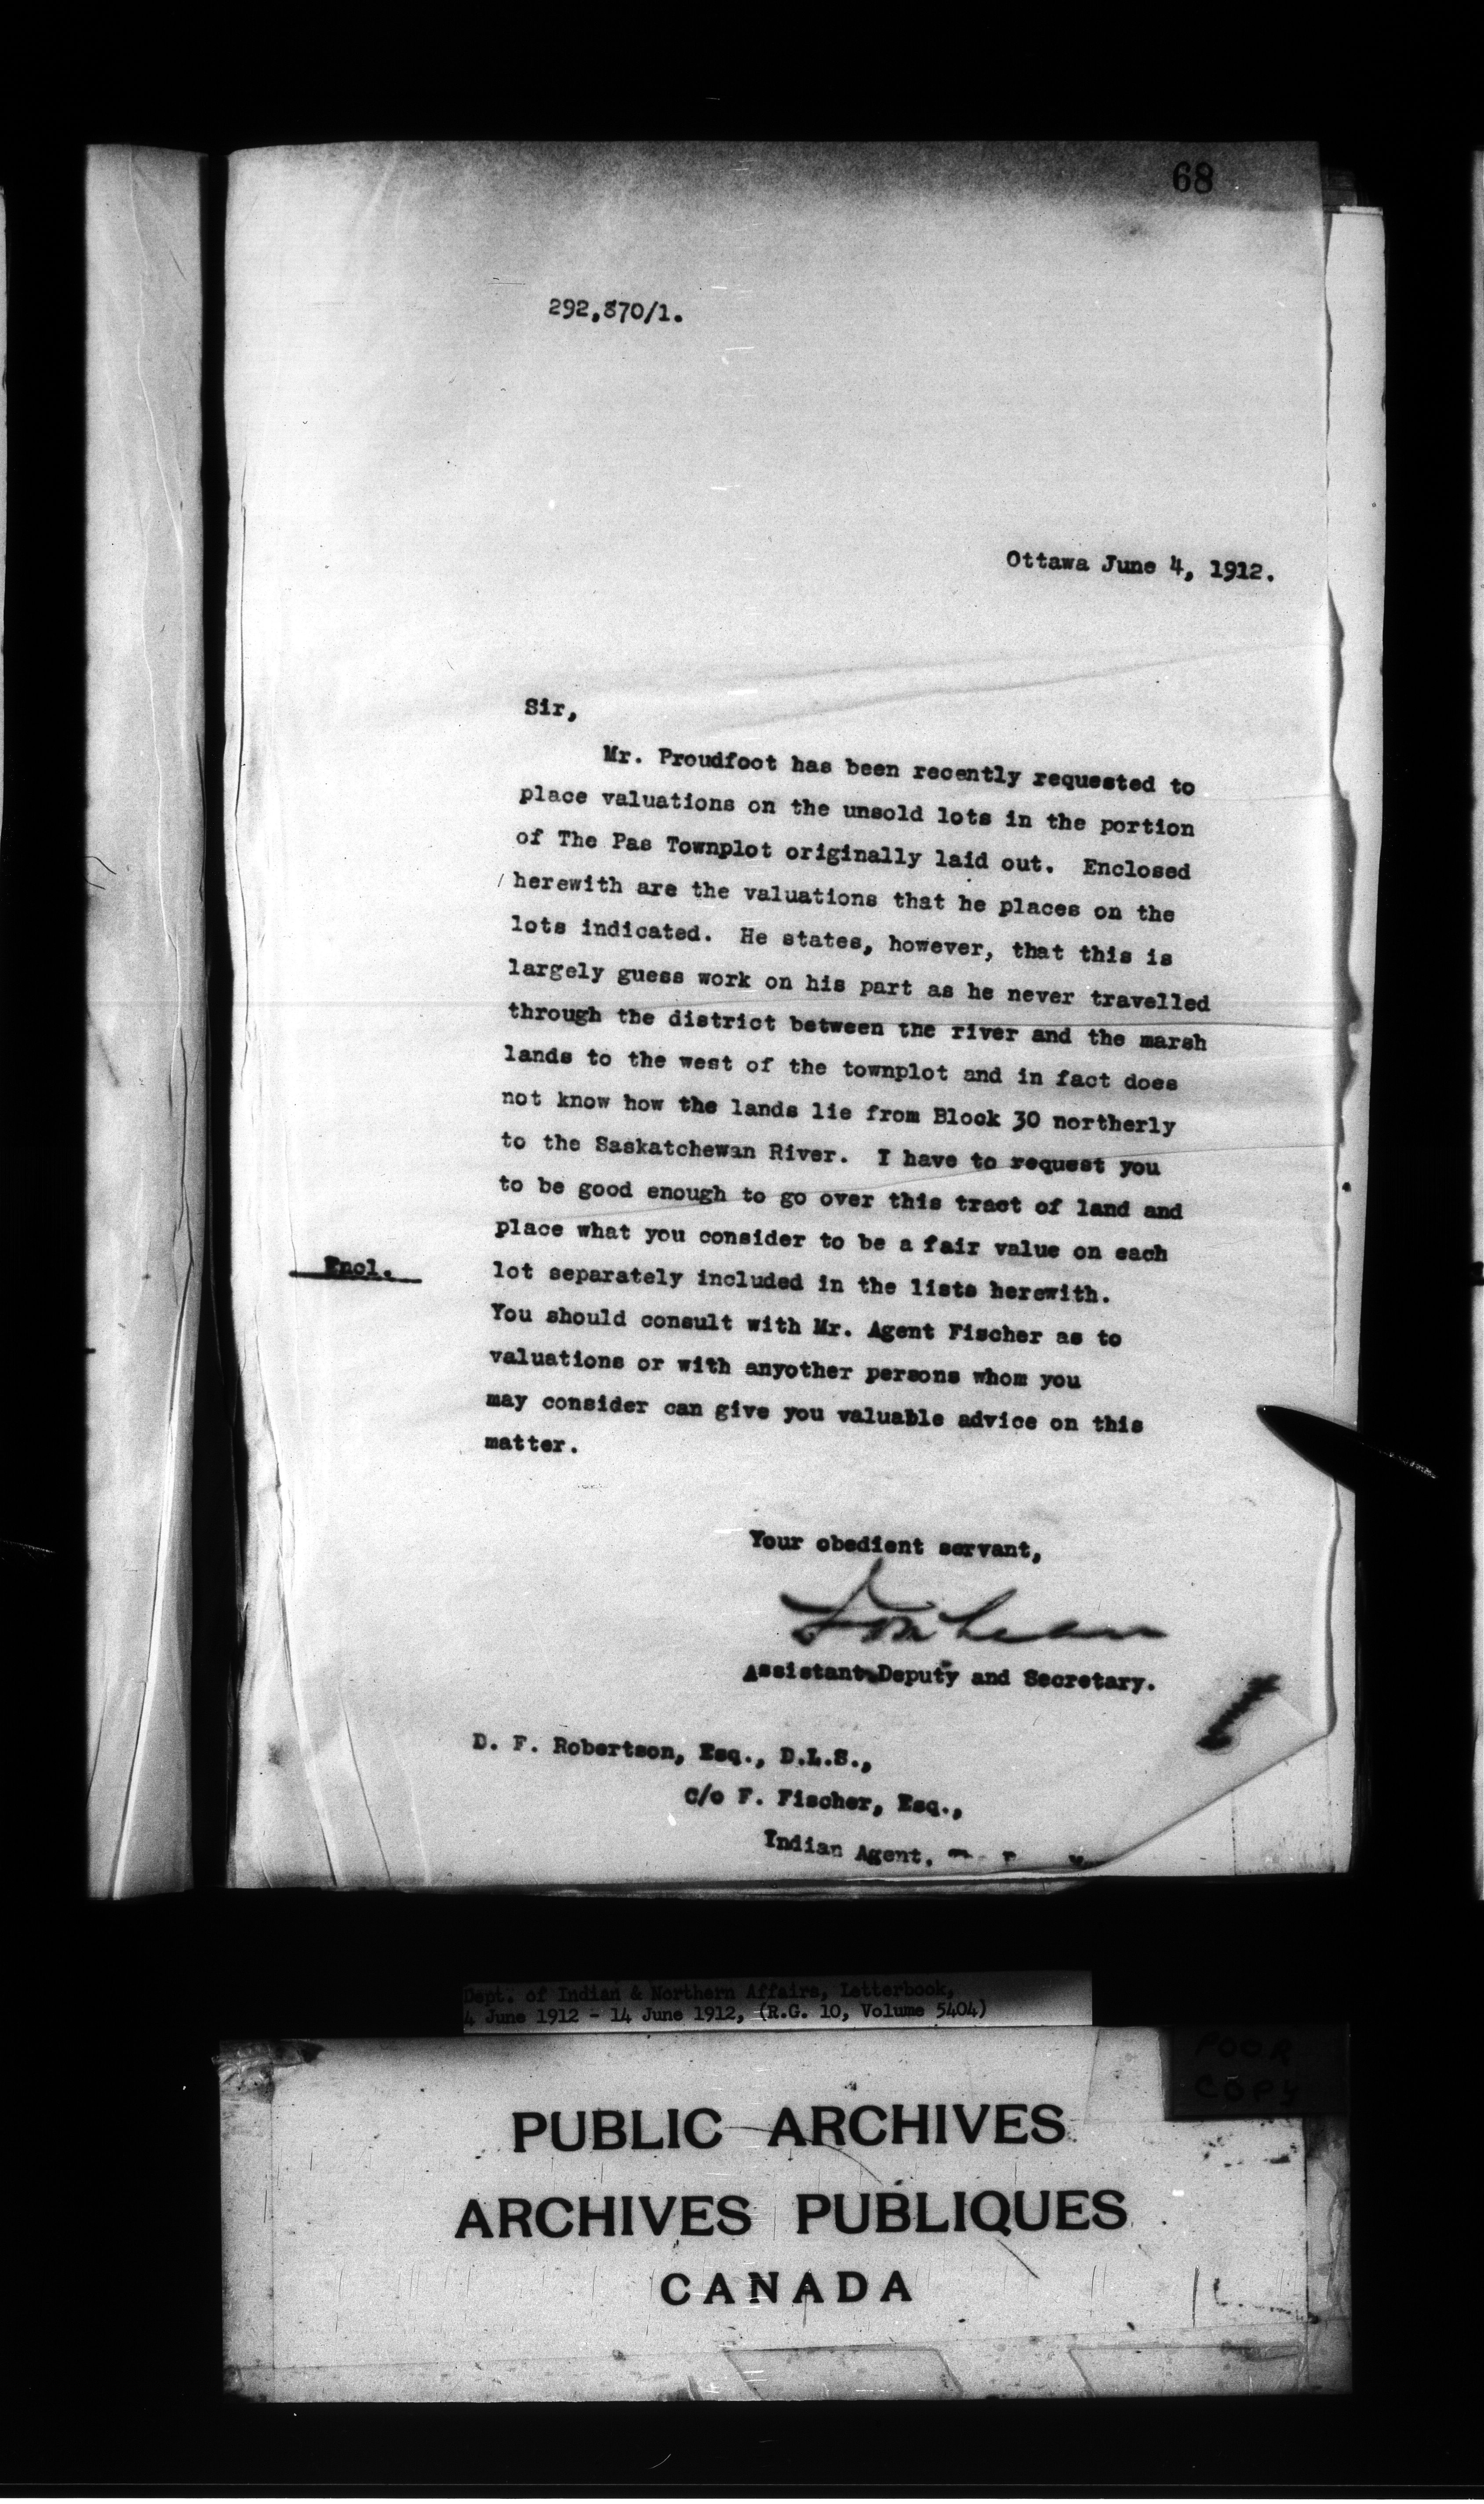 68
292,870/1.
Ottawa June 4, 1912.
Sir,
Mr. Proudfoot has been recently requested to
place valuations on the unsold lots in the portion
of The Pas Townplot originally laid out. Enclosed
herewith are the valuations that he places on the
lots indicated. He states, however, that this is
largely guess work on his part as he never travelled
through the district between the river and the marsh
lands to the west of the townplot and in fact does
not know how the lands lie from Block 30 northerly
to the Saskatchewan River. I have to request you
to be good enough to go over this tract of land and
place what you consider to be a fair value on each
Encl.
lot separately included in the lists herewith.
You should consult with Mr. Agent Fischer as to
valuations or with anyother persons whom you
may consider can give you valuable advice on this
matter.
Your obedient servant,
Assistant Deputy and Secretary.
D. F. Robertson, Esq., D.L.S.,
c/o F. Fischer, Esq.,
Indian Agent,
Dept. of Indian & Northern Affairs, Letterbook,
4 June 1912 - 14 June 1912, (R.G. 10, Volume 5404)
POOR
COPY
PUBLIC ARCHIVES
ARCHIVES PUBLIQUES
CANADA